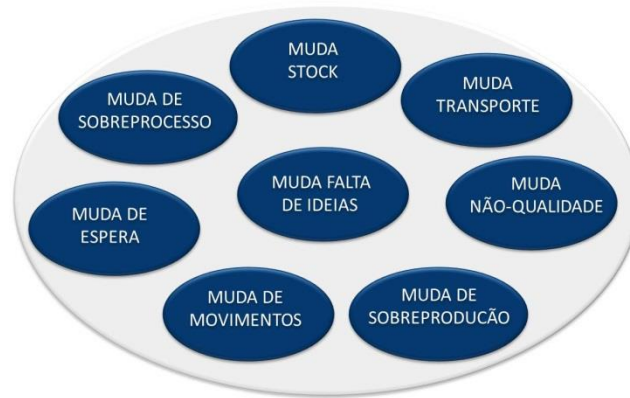 MUDA
STOCK
MUDA
TRANSPORTE
MUDA DE
SOBREPROCESSO
MUDA FALTA
DE IDEIAS
MUDA
NÃO-QUALIDADE
MUDA DE
ESPERA
MUDA DE
MOVIMENTOS
MUDA DE
SOBREPRODUCÃO